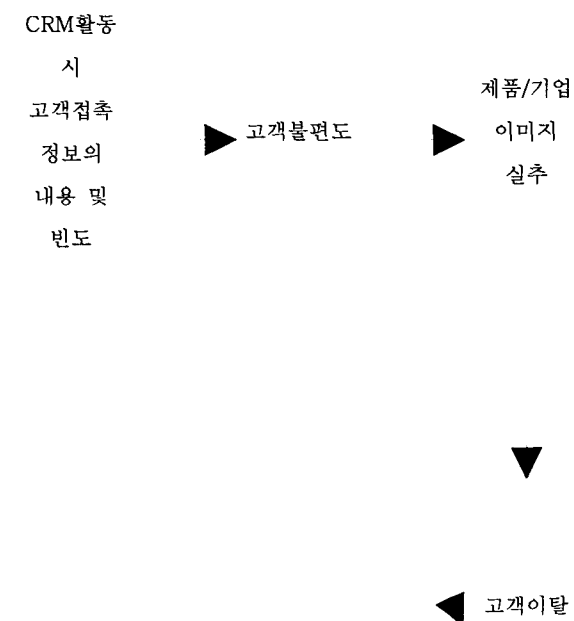 CRM활동
시
고객접촉
정보의
내용 및
빈도
고객불편도
제품/기업
이미지
실추
고객이탈